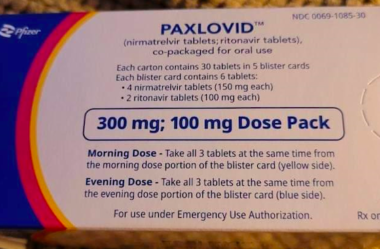 NDC 0069-1085-30
Pfizer
PAXLOVID™
(nirmatrelvir tablets; ritonavir tablets),
co-packaged for oral use
Each carton contains 30 tablets in 5 blister cards
Each blister card contains 6 tablets:
• 4 nirmatrelvir tablets (150 mg each)
• 2 ritonavir tablets (100 mg each)
300 mg; 100 mg Dose Pack
Morning Dose - Take all 3 tablets at the same time from
the morning dose portion of the blister card (yellow side).
Evening Dose - Take all 3 tablets at the same time from
the evening dose portion of the blister card (blue side).
For use under Emergency Use Authorization.
Rx on